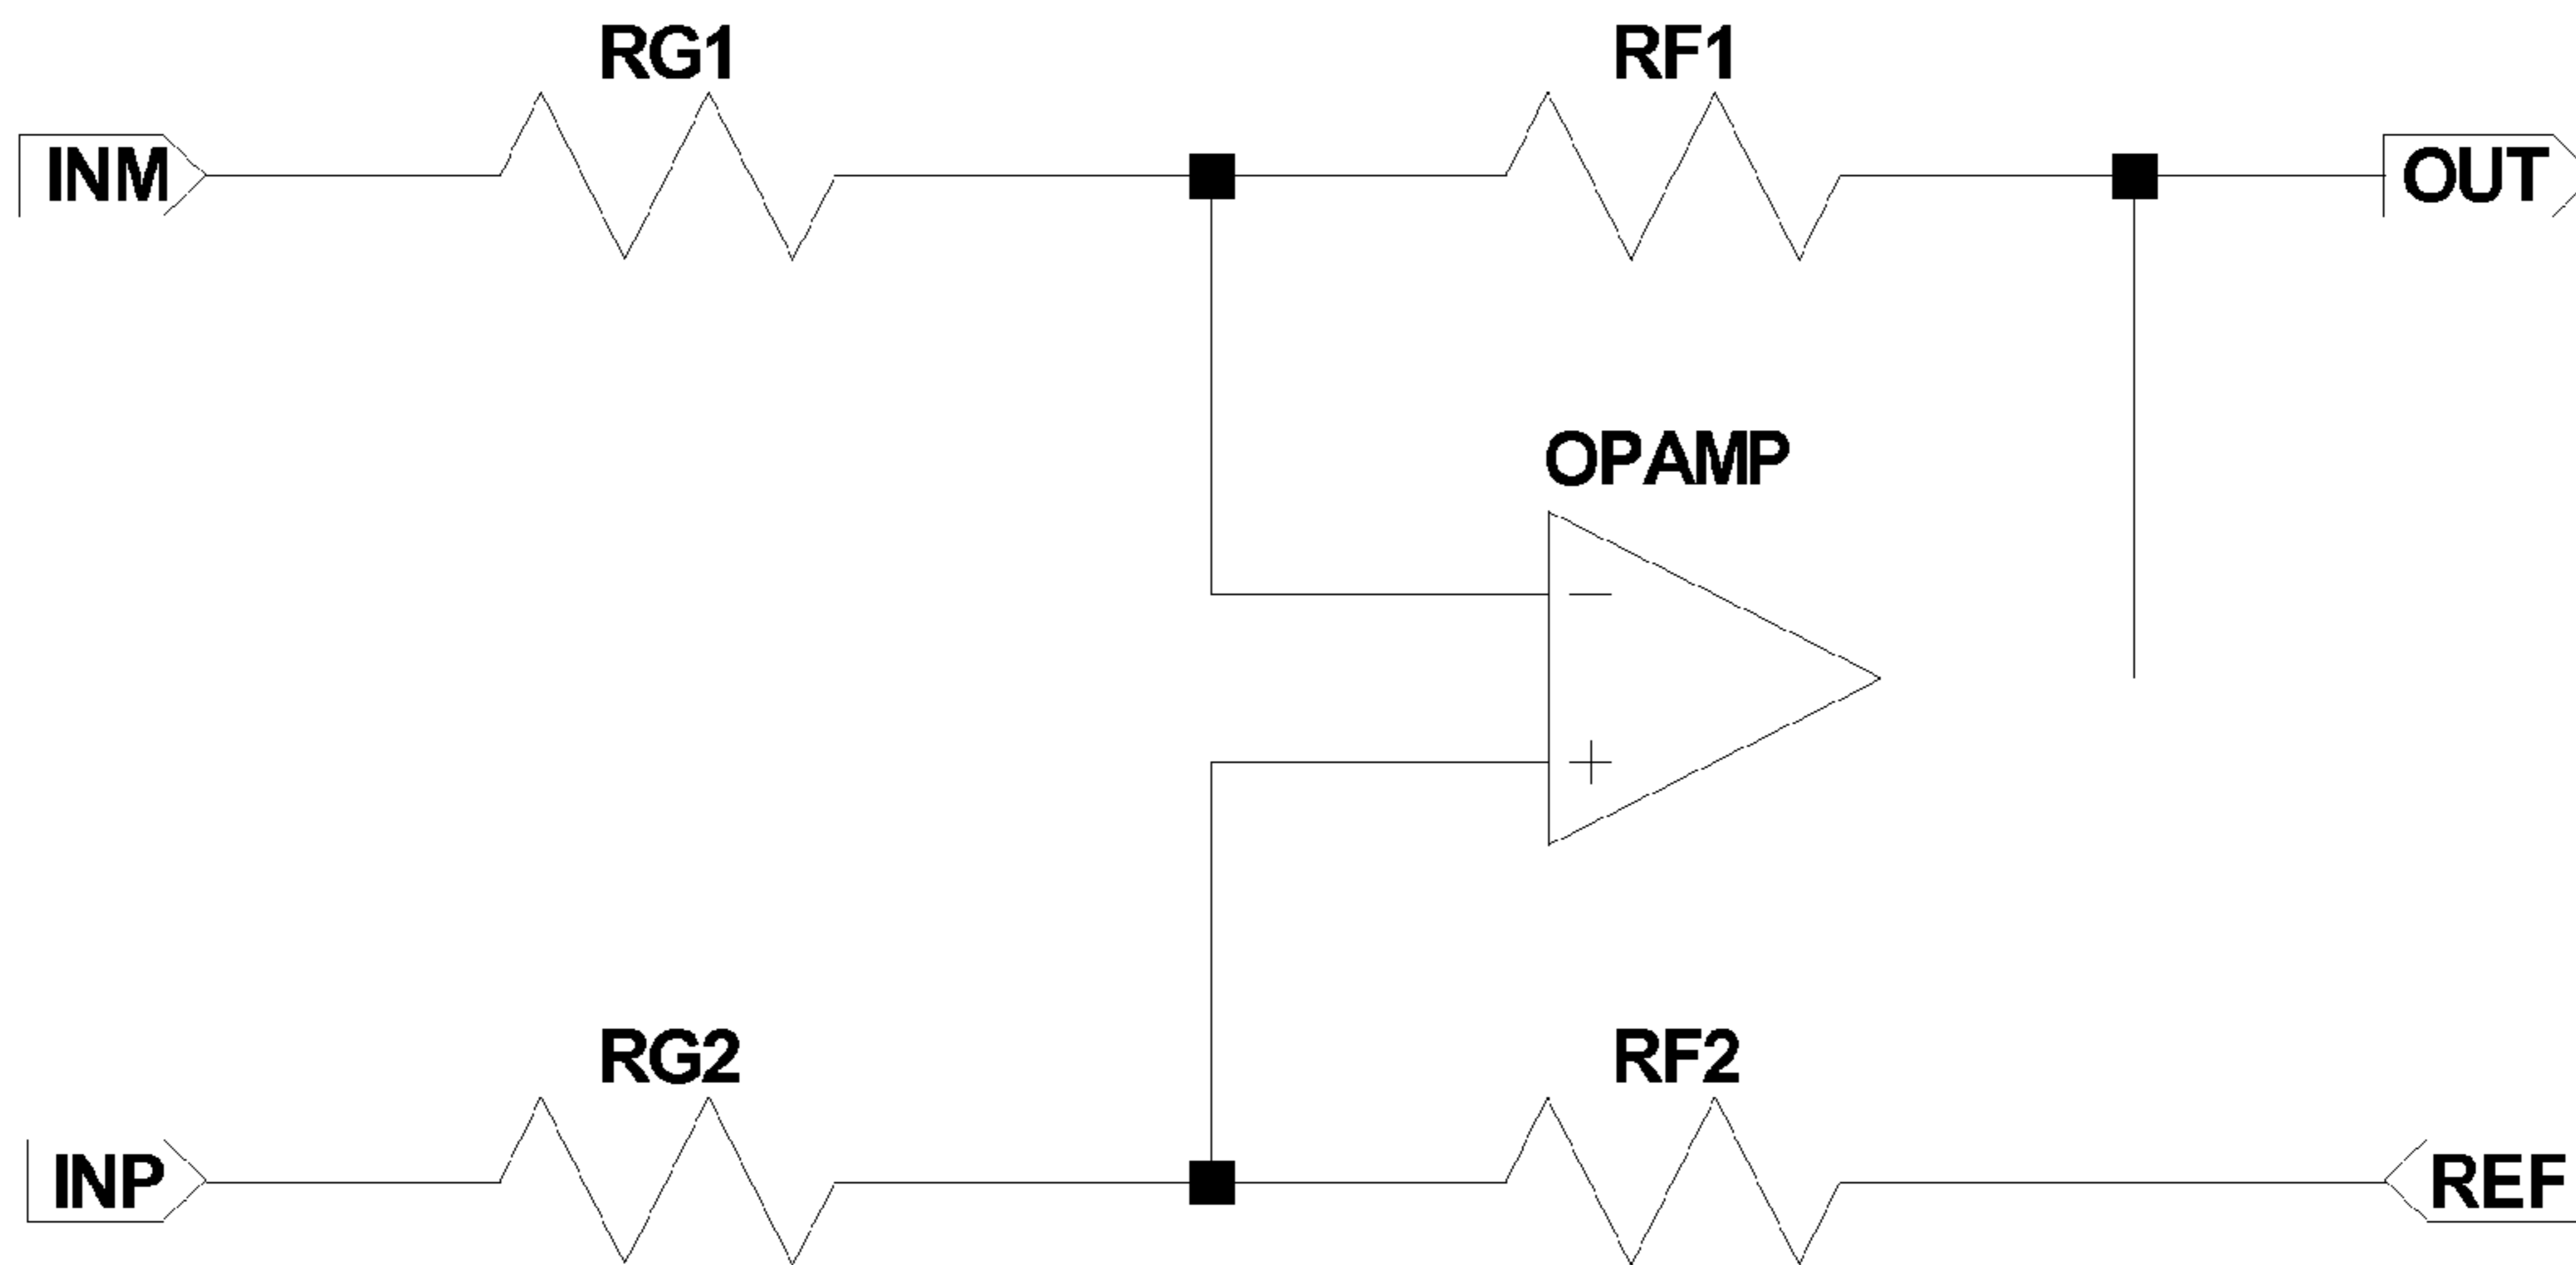 RG1
RF1
INM
OUT
OPAMP
−
+
RG2
RF2
INP
REF